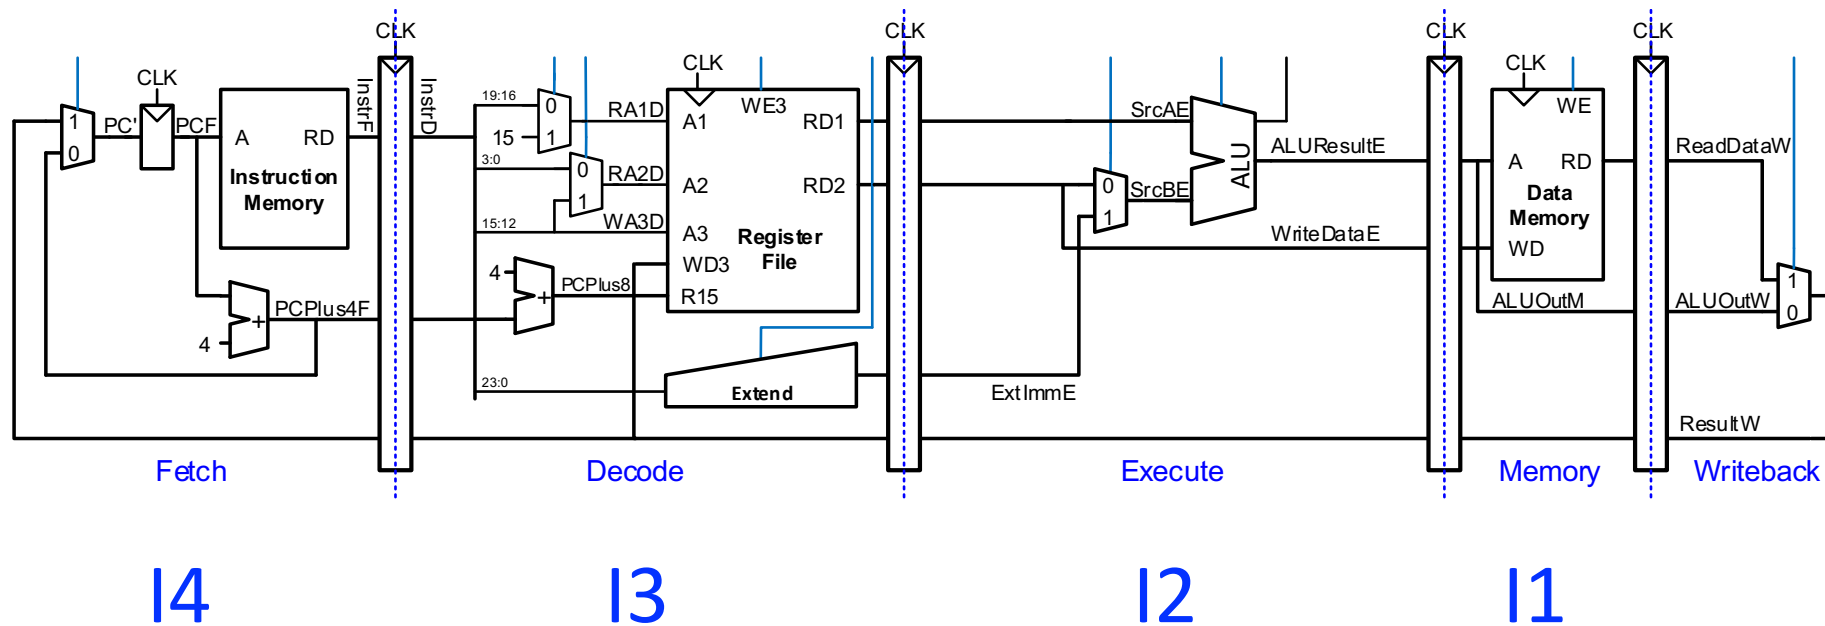 CLK CLK CLK CLK
CLK CLK CLK
1 0 PC' PCF
A RD
Instruction
Memory
InstrF InstrD
4 + PCPlus4F
19:16 0 RA1D
15 1
3:0 0 RA2D
1
15:12 WA3D
4 + PCPlus8
WE3
A1 RD1
A2 RD2
A3 Register
File
WD3
R15
23:0 Extend
SrcAE
0 SrcBE
1
ALU ALUResultE
WriteDataE
ExtImmE
WE
A RD
Data
Memory
WD
ALUOutM
ReadDataW
ALUOutW
1
0
ResultW
Fetch Decode Execute Memory Writeback
I4 I3 I2 I1